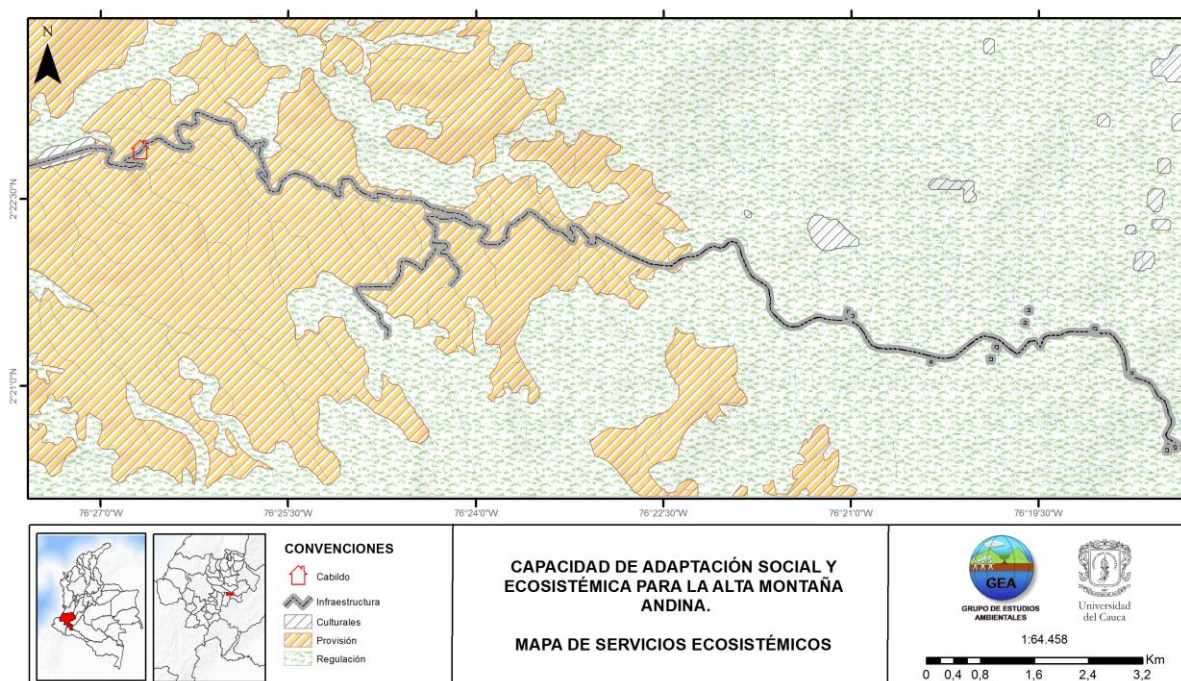 N
2°22'30"N
2°21'0"N
76°27'0"W 76°25'30"W 76°24'0"W 76°22'30"W 76°21'0"W 76°19'30"W
CONVENCIONES
Cabildo
Infraestructura
Culturales
Provisión
Regulación
CAPACIDAD DE ADAPTACIÓN SOCIAL Y
ECOSISTÉMICA PARA LA ALTA MONTAÑA
ANDINA.
MAPA DE SERVICIOS ECOSISTÉMICOS
GEA
GRUPO DE ESTUDIOS
AMBIENTALES
Universidad
del Cauca
1:64.458
Km
0 0,4 0,8 1,6 2,4 3,2